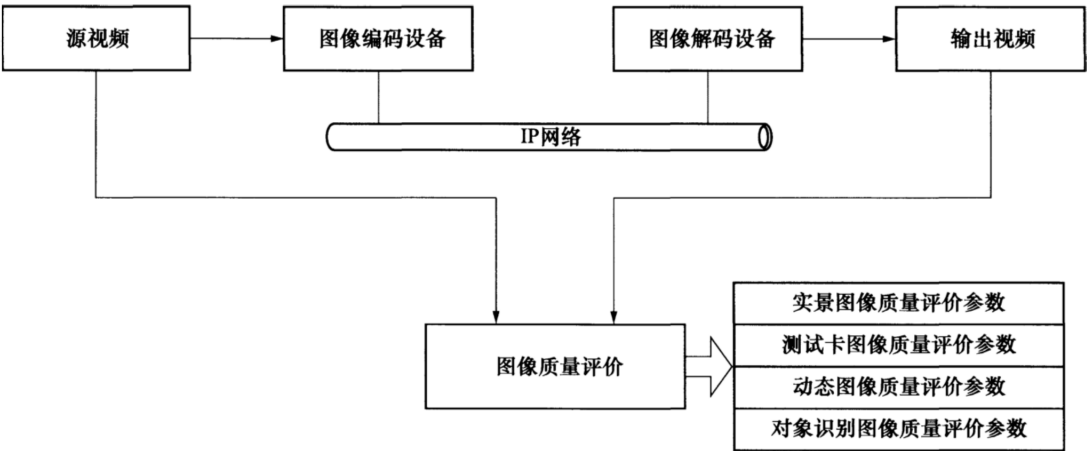 源视频
图像编码设备
图像解码设备
输出视频
IP网络
图像质量评价
实景图像质量评价参数
测试卡图像质量评价参数
动态图像质量评价参数
对象识别图像质量评价参数